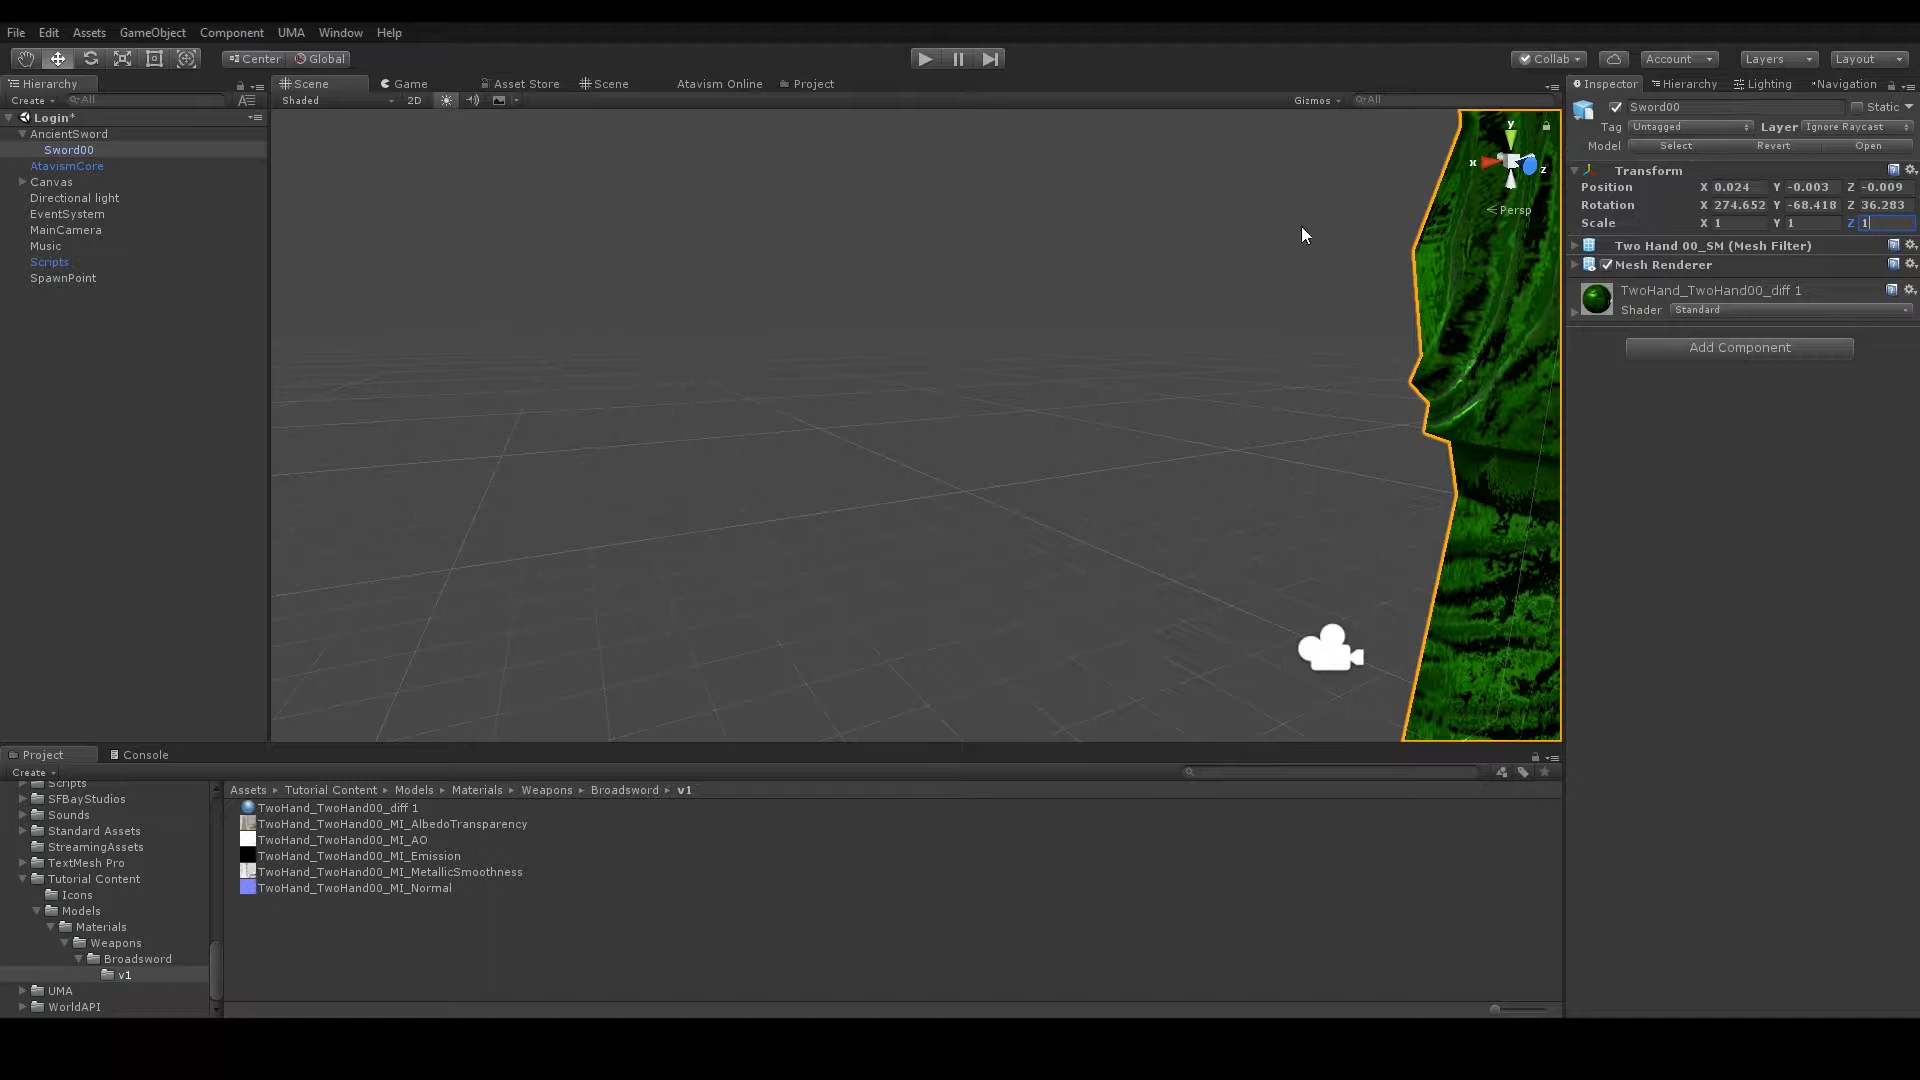 File Edit Assets GameObject Component UMA Window Help
Center Global Collab Account Layers Layout
Hierarchy Scene Game Asset Store Scene Atavism Online Project Inspector Hierarchy Lighting Navigation
Create All Shaded 2D Gizmos All
Login*
AncientSword
Sword00
AtavismCore
Canvas
Directional light
EventSystem
MainCamera
Music
Scripts
SpawnPoint
y
x
z
Persp
Sword00 Static
Tag Untagged Layer Ignore Raycast
Model Select Revert Open
Transform
Position X 0.024 Y -0.003 Z -0.009
Rotation X 274.652 Y -68.418 Z 36.283
Scale X 1 Y 1 Z 1
Two Hand 00_SM (Mesh Filter)
Mesh Renderer
TwoHand_TwoHand00_diff 1
Shader Standard
Add Component
Project Console
Create
Scripts
SFBayStudios
Sounds
Standard Assets
StreamingAssets
TextMesh Pro
Tutorial Content
Icons
Models
Materials
Weapons
Broadsword
v1
UMA
WorldAPI
Assets Tutorial Content Models Materials Weapons Broadsword v1
TwoHand_TwoHand00_diff 1
TwoHand_TwoHand00_MI_AlbedoTransparency
TwoHand_TwoHand00_MI_AO
TwoHand_TwoHand00_MI_Emission
TwoHand_TwoHand00_MI_MetallicSmoothness
TwoHand_TwoHand00_MI_Normal